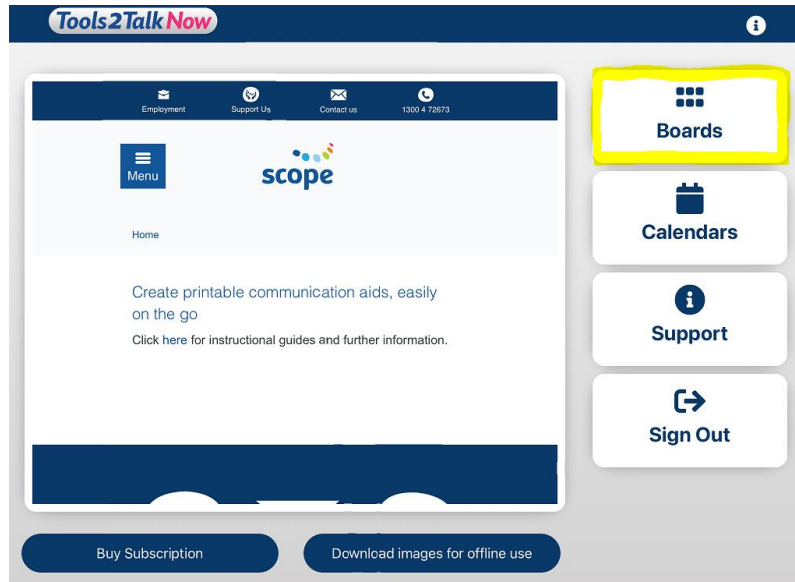 Tools2Talk Now
Employment
Support Us
Contact us
1300 4 72673
Menu
scope
Home
Create printable communication aids, easily
on the go
Click here for instructional guides and further information.
Boards
Calendars
Support
Sign Out
Buy Subscription
Download images for offline use